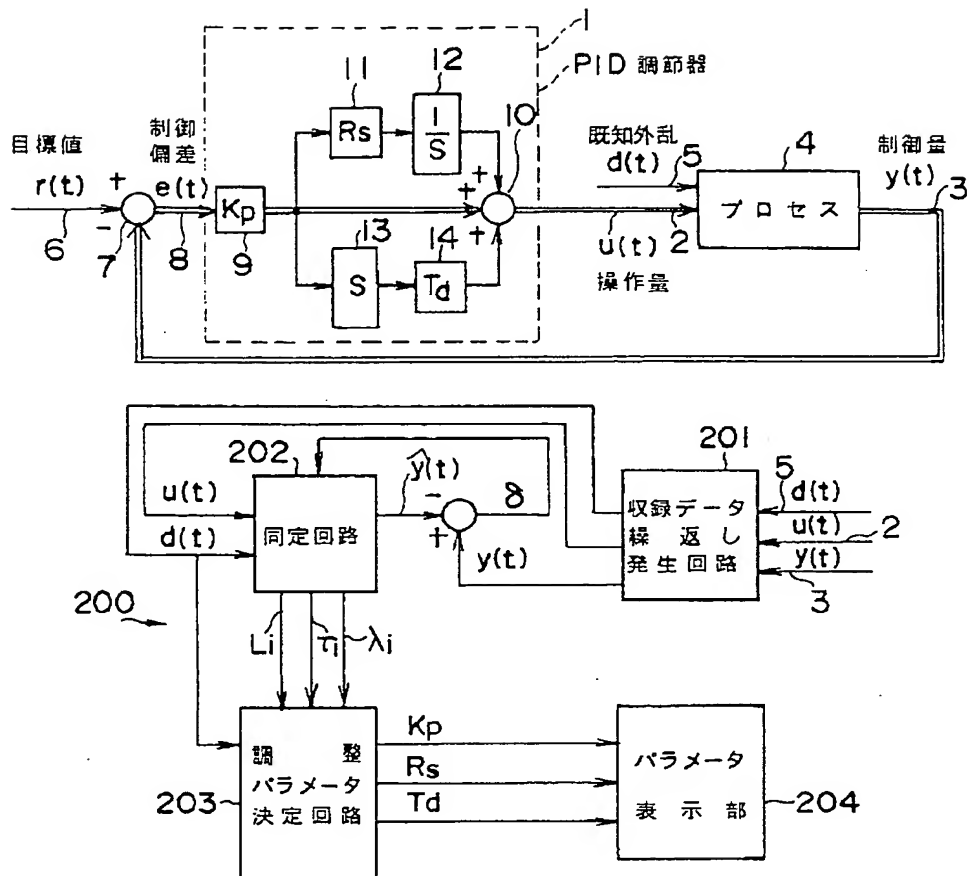 1
PID 調節器
11
12
10
Rs
1/S
目標値
r(t)
6
+
-
7
制御
偏差
e(t)
8
Kp
9
+
+
+
13
S
14
Td
既知外乱
d(t)
5
u(t)
2
操作量
4
プロセス
制御量
y(t)
3
202
u(t)
d(t)
同定回路
ŷ(t)
-
+
δ
y(t)
201
収録データ
繰返し
発生回路
5
d(t)
u(t)
2
y(t)
3
200
Li
τi
λi
203
調整
パラメータ
決定回路
Kp
Rs
Td
パラメータ
表示部
204